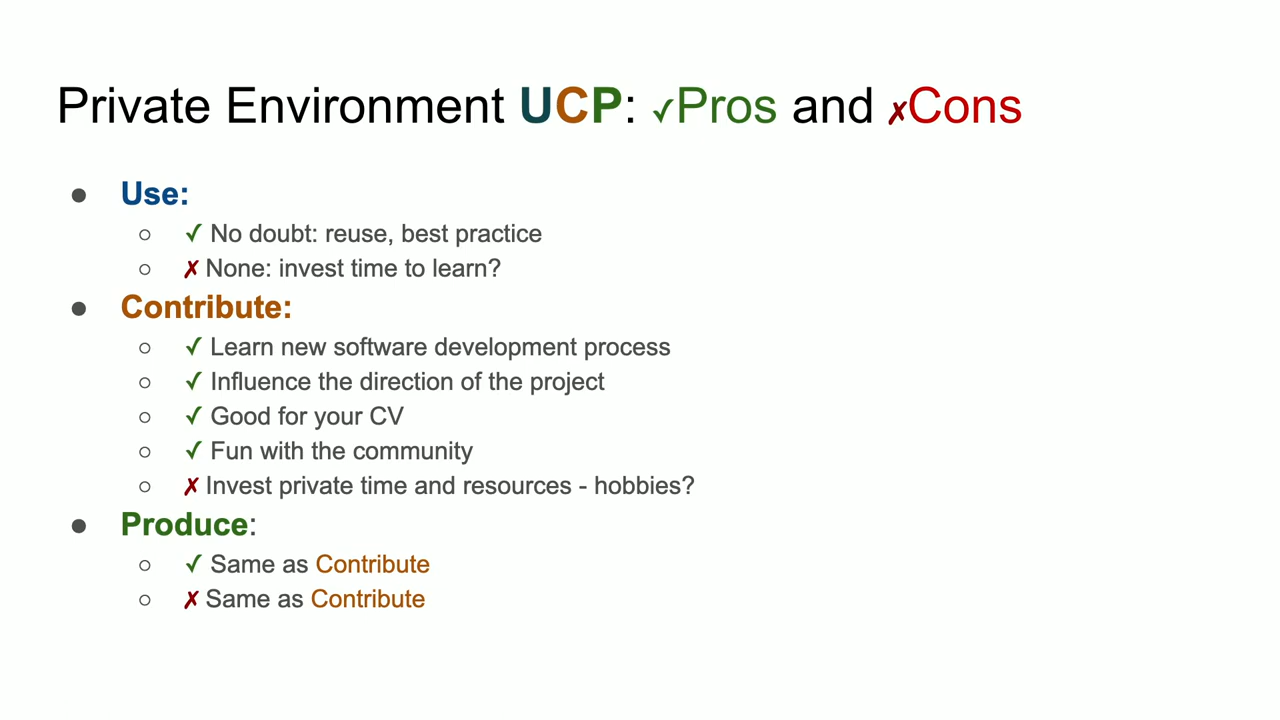 Private Environment UCP: ✓Pros and ✗Cons
● Use:
○ ✓ No doubt: reuse, best practice
○ ✗ None: invest time to learn?
● Contribute:
○ ✓ Learn new software development process
○ ✓ Influence the direction of the project
○ ✓ Good for your CV
○ ✓ Fun with the community
○ ✗ Invest private time and resources - hobbies?
● Produce:
○ ✓ Same as Contribute
○ ✗ Same as Contribute